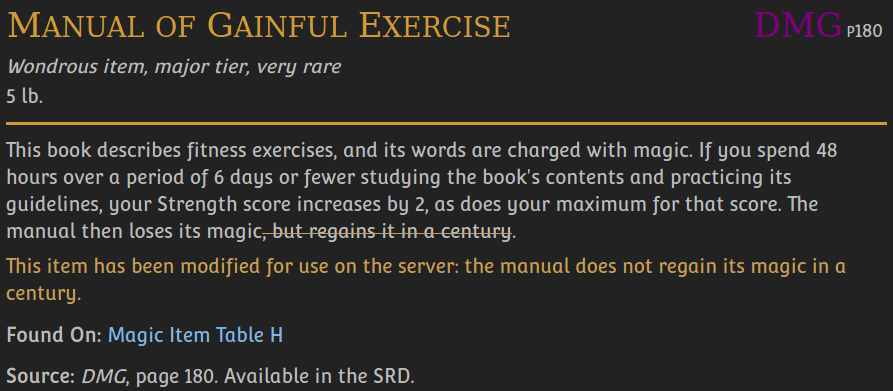 Manual of Gainful Exercise
DMG P180
Wondrous item, major tier, very rare
5 lb.
This book describes fitness exercises, and its words are charged with magic. If you spend 48
hours over a period of 6 days or fewer studying the book's contents and practicing its
guidelines, your Strength score increases by 2, as does your maximum for that score. The
manual then loses its magic, but regains it in a century.
This item has been modified for use on the server: the manual does not regain its magic in a
century.
Found On: Magic Item Table H
Source: DMG, page 180. Available in the SRD.